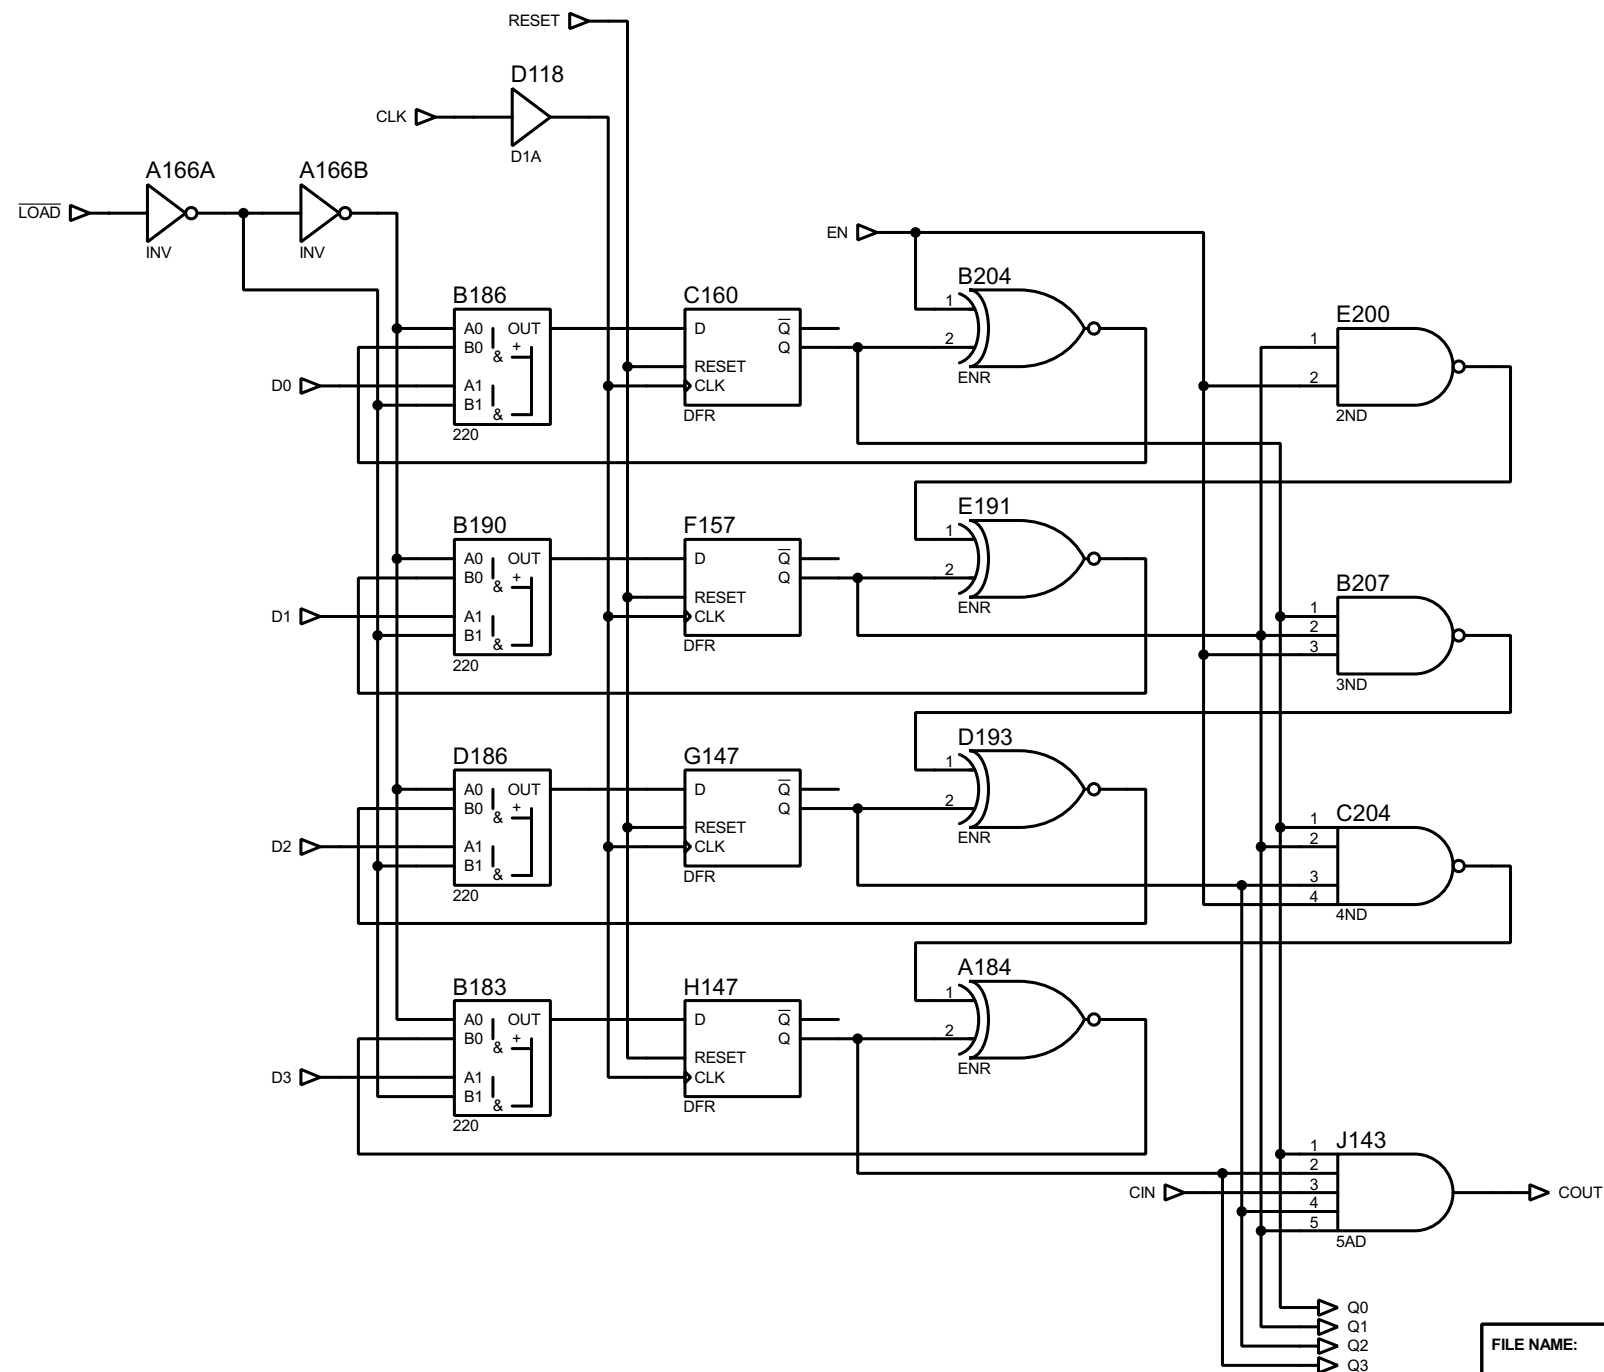 RESET
D118
CLK
D1A
A166A
A166B
LOAD
INV
INV
EN
B204
1
2
ENR
B186
A0 OUT
B0 +
&
A1
B1
&
220
D0
C160
D Q
Q
RESET
CLK
DFR
E200
1
2
2ND
B190
A0 OUT
B0 +
&
A1
B1
&
220
D1
F157
D Q
Q
RESET
CLK
DFR
E191
1
2
ENR
B207
1
2
3
3ND
D186
A0 OUT
B0 +
&
A1
B1
&
220
D2
G147
D Q
Q
RESET
CLK
DFR
D193
1
2
ENR
C204
1
2
3
4
4ND
B183
A0 OUT
B0 +
&
A1
B1
&
220
D3
H147
D Q
Q
RESET
CLK
DFR
A184
1
2
ENR
J143
1
2
3
4
5
5AD
CIN
COUT
Q0
Q1
Q2
Q3
FILE NAME: